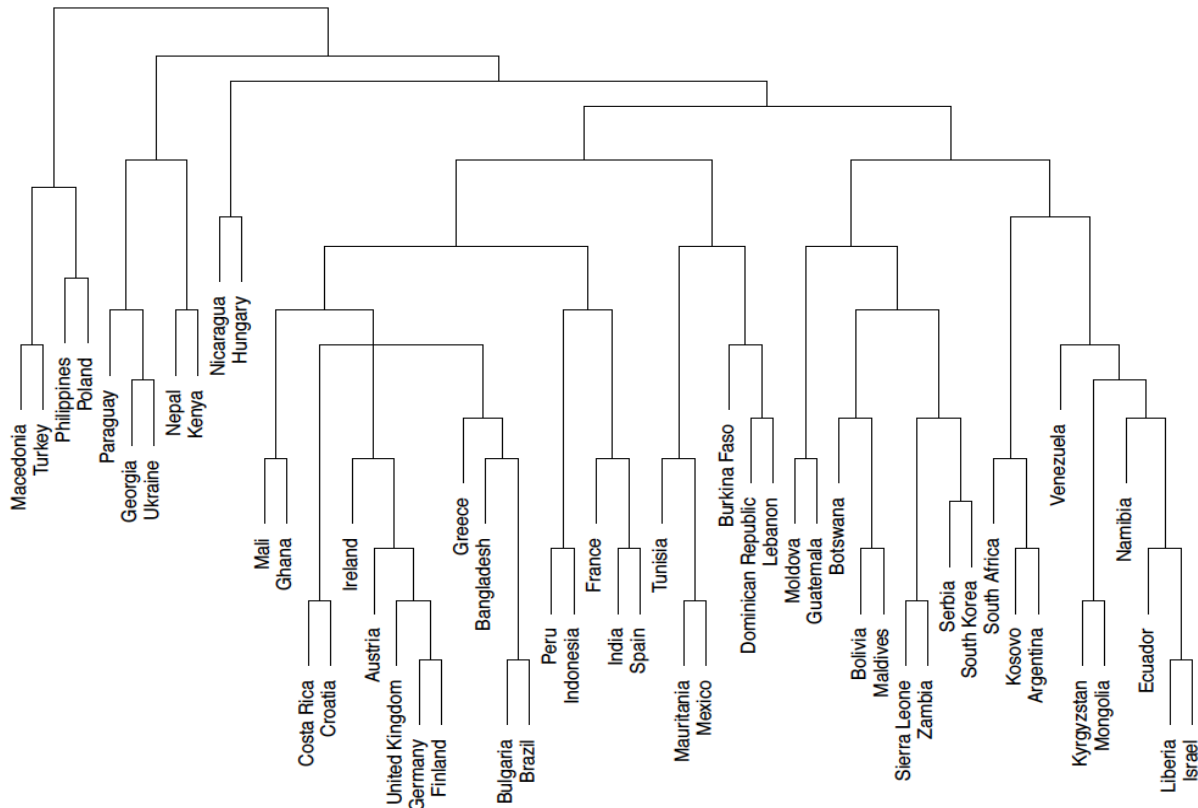 Macedonia
Turkey
Philippines
Poland
Paraguay
Georgia
Ukraine
Nepal
Kenya
Nicaragua
Hungary
Mali
Ghana
Costa Rica
Croatia
Ireland
Austria
United Kingdom
Germany
Finland
Greece
Bangladesh
Bulgaria
Brazil
Peru
Indonesia
France
India
Spain
Tunisia
Mauritania
Mexico
Burkina Faso
Dominican Republic
Lebanon
Moldova
Guatemala
Botswana
Bolivia
Maldives
Sierra Leone
Zambia
Serbia
South Korea
South Africa
Kosovo
Argentina
Venezuela
Kyrgyzstan
Mongolia
Namibia
Ecuador
Liberia
Israel